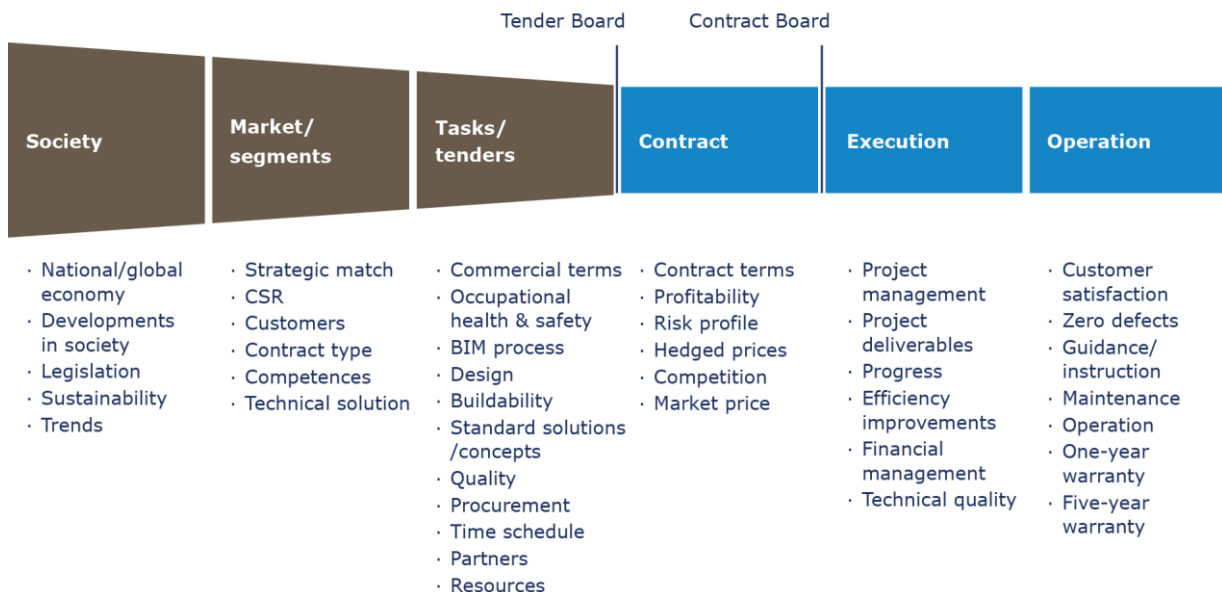 Tender Board
Contract Board
Society
Market/
segments
Tasks/
tenders
Contract
Execution
Operation
· National/global
economy
· Developments
in society
· Legislation
· Sustainability
· Trends
· Strategic match
· CSR
· Customers
· Contract type
· Competences
· Technical solution
· Commercial terms
· Occupational
health & safety
· BIM process
· Design
· Buildability
· Standard solutions
/concepts
· Quality
· Procurement
· Time schedule
· Partners
· Resources
· Contract terms
· Profitability
· Risk profile
· Hedged prices
· Competition
· Market price
· Project
management
· Project
deliverables
· Progress
· Efficiency
improvements
· Financial
management
· Technical quality
· Customer
satisfaction
· Zero defects
· Guidance/
instruction
· Maintenance
· Operation
· One-year
warranty
· Five-year
warranty